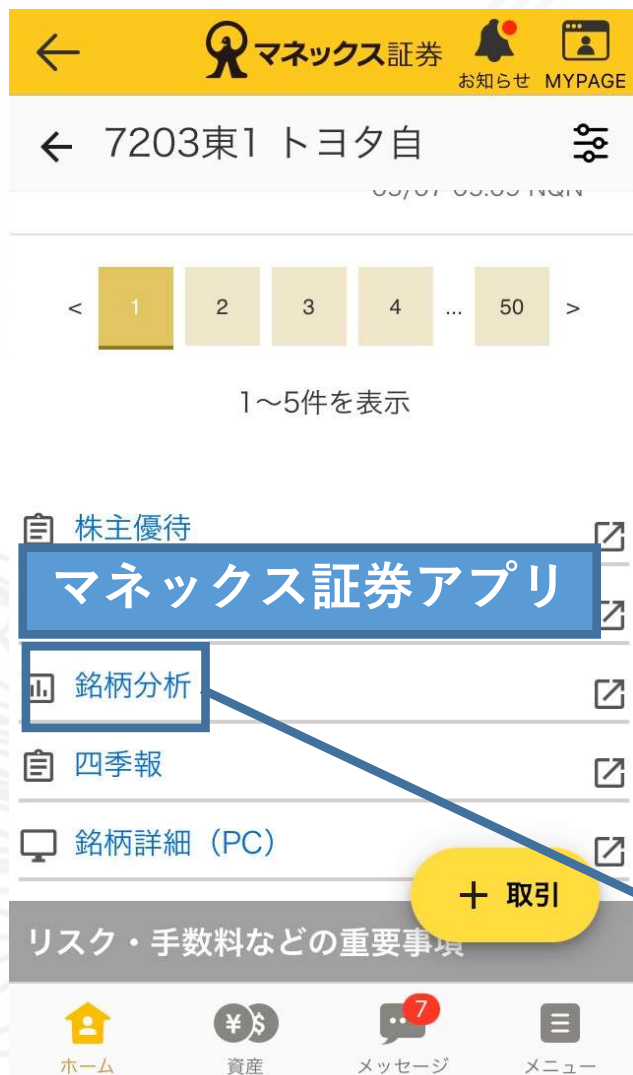 マネックス証券
お知らせ MYPAGE
7203東1 トヨタ自
< 1 2 3 4 ... 50 >
1〜5件を表示
株主優待
マネックス証券アプリ
銘柄分析
四季報
銘柄詳細（PC）
＋ 取引
リスク・手数料などの重要事項
7
ホーム 資産 メッセージ メニュー